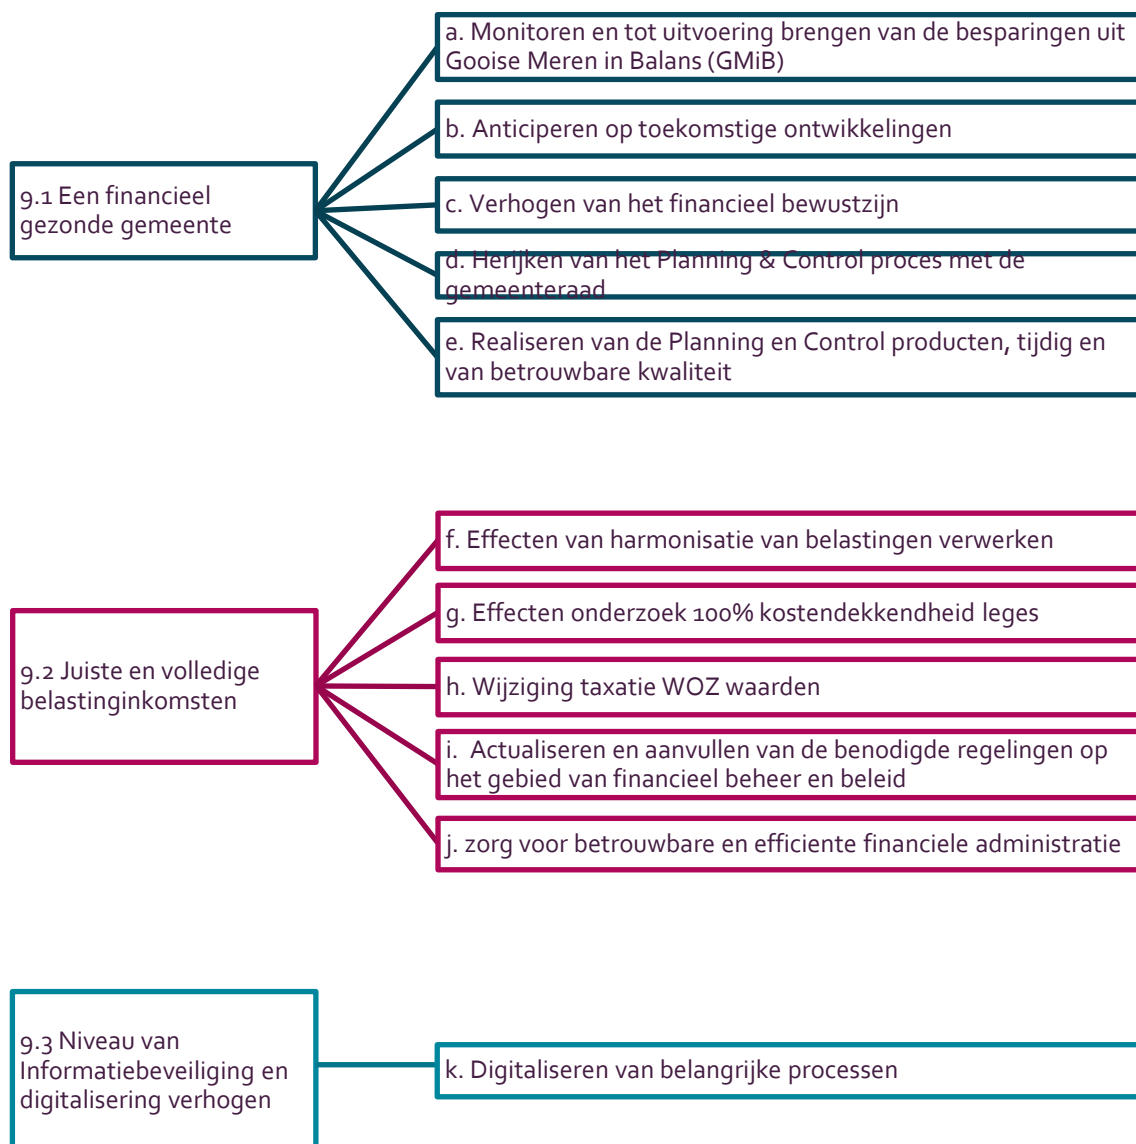 a. Monitoren en tot uitvoering brengen van de besparingen uit
Gooise Meren in Balans (GMiB)
b. Anticiperen op toekomstige ontwikkelingen
9.1 Een financieel
gezonde gemeente
c. Verhogen van het financieel bewustzijn
d. Herijken van het Planning & Control proces met de
gemeenteraad
e. Realiseren van de Planning en Control producten, tijdig en
van betrouwbare kwaliteit
f. Effecten van harmonisatie van belastingen verwerken
g. Effecten onderzoek 100% kostendekkendheid leges
9.2 Juiste en volledige
belastinginkomsten
h. Wijziging taxatie WOZ waarden
i.  Actualiseren en aanvullen van de benodigde regelingen op
het gebied van financieel beheer en beleid
j. zorg voor betrouwbare en efficiente financiele administratie
9.3 Niveau van
Informatiebeveiliging en
digitalisering verhogen
k. Digitaliseren van belangrijke processen